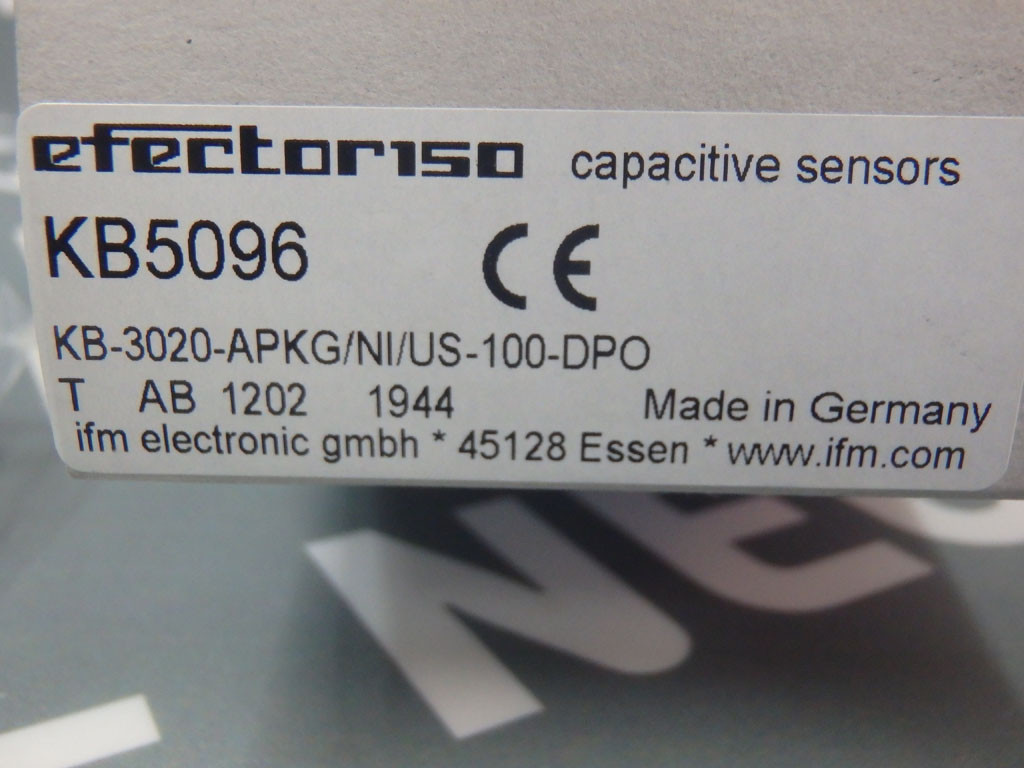 efector150 capacitive sensors
KB5096 CE
KB-3020-APKG/NI/US-100-DPO
T AB 1202 1944 Made in Germany
ifm electronic gmbh * 45128 Essen * www.ifm.com